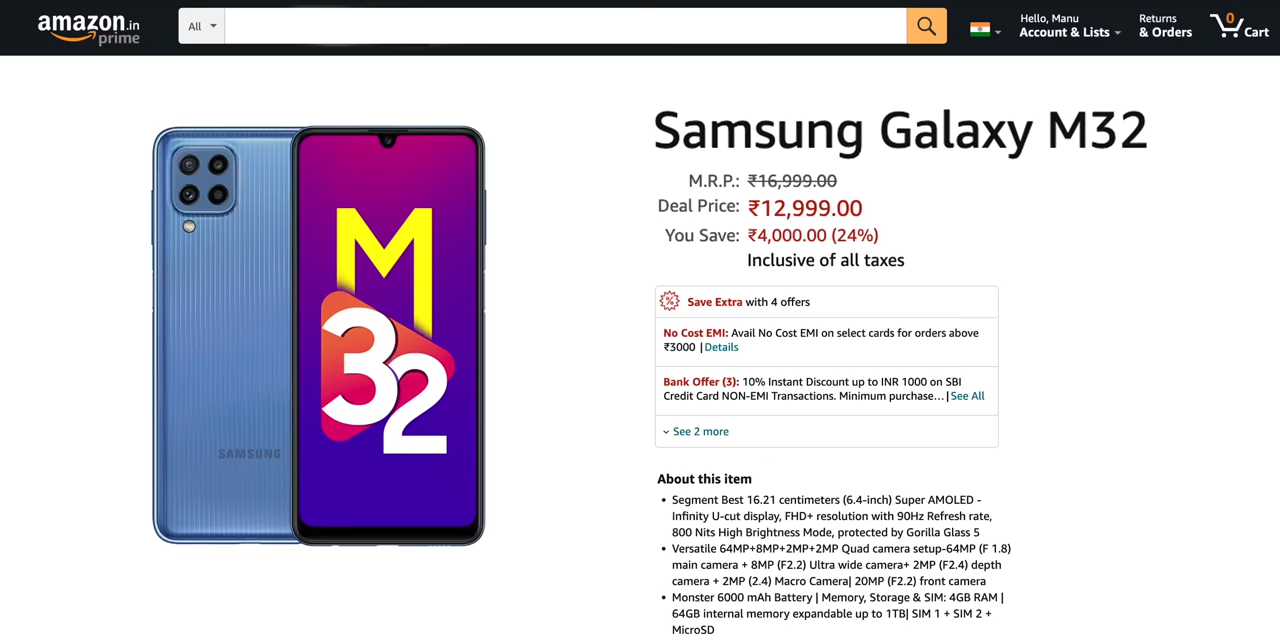 amazon.in
prime
All
Hello, Manu
Account & Lists
Returns
& Orders
0
Cart
M
32
SAMSUNG
Samsung Galaxy M32
M.R.P.: ₹16,999.00
Deal Price: ₹12,999.00
You Save: ₹4,000.00 (24%)
Inclusive of all taxes
Save Extra with 4 offers
No Cost EMI: Avail No Cost EMI on select cards for orders above
₹3000 | Details
Bank Offer (3): 10% Instant Discount up to INR 1000 on SBI
Credit Card NON-EMI Transactions. Minimum purchase... | See All
See 2 more
About this item
• Segment Best 16.21 centimeters (6.4-inch) Super AMOLED -
Infinity U-cut display, FHD+ resolution with 90Hz Refresh rate,
800 Nits High Brightness Mode, protected by Gorilla Glass 5
• Versatile 64MP+8MP+2MP+2MP Quad camera setup-64MP (F 1.8)
main camera + 8MP (F2.2) Ultra wide camera+ 2MP (F2.4) depth
camera + 2MP (2.4) Macro Camera| 20MP (F2.2) front camera
• Monster 6000 mAh Battery | Memory, Storage & SIM: 4GB RAM |
64GB internal memory expandable up to 1TB| SIM 1 + SIM 2 +
MicroSD